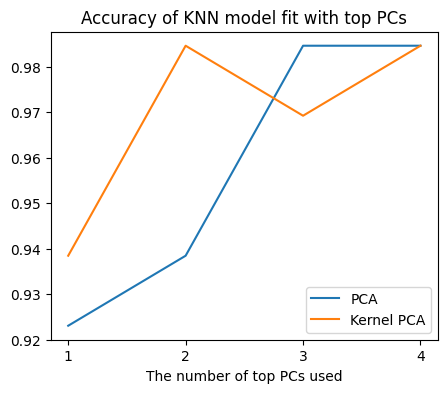 Accuracy of KNN model fit with top PCs
0.98
0.97
0.96
0.95
0.94
0.93
0.92
PCA
Kernel PCA
1 2 3 4
The number of top PCs used